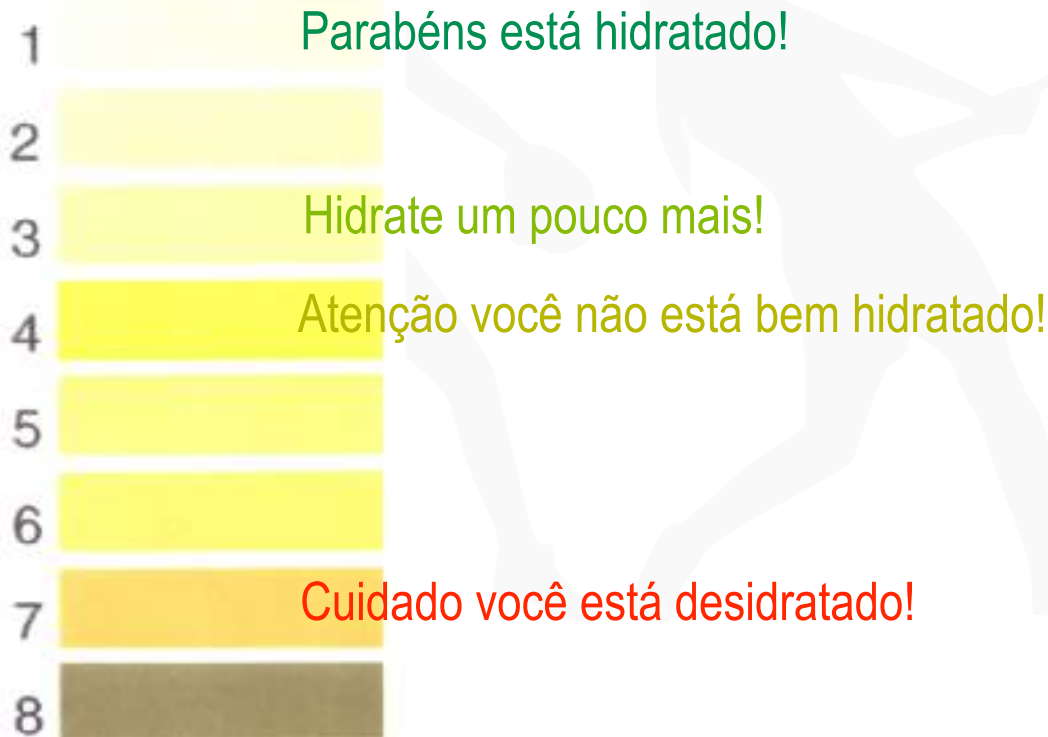 1 Parabéns está hidratado!
2
3 Hidrate um pouco mais!
4 Atenção você não está bem hidratado!
5
6
7 Cuidado você está desidratado!
8